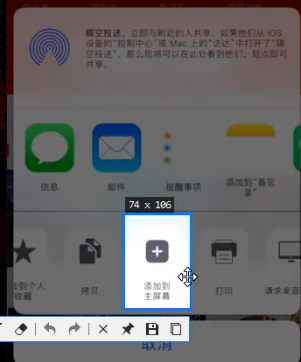 隔空投送。立即与附近的人共享。如果他们从 iOS
设备的“控制中心”或 Mac 上的“访达”中打开了“隔
空投送”，那么您将可以在此处看到他们。轻点即可
共享。
信息
邮件
提醒事项
添加到“备忘
录”
74 x 106
加到个人
收藏
拷贝
添加到
主屏幕
打印
请求桌面
取消